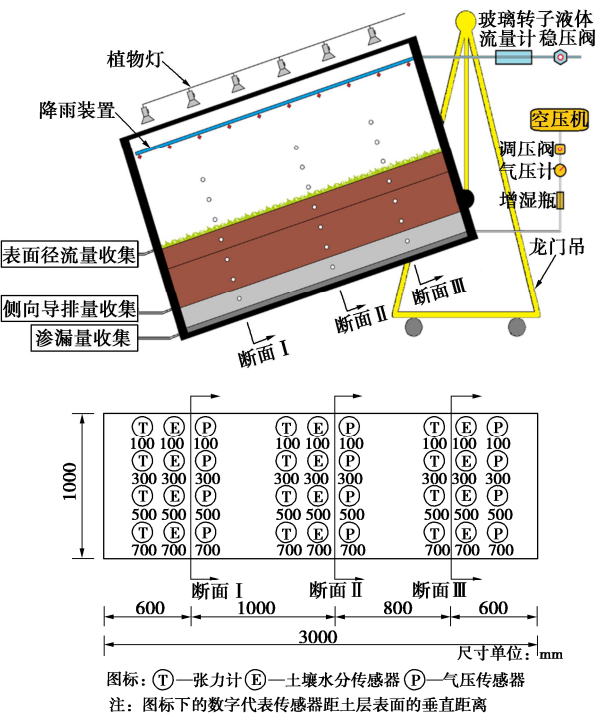 玻璃转子液体
流量计 稳压阀
植物灯
降雨装置
空压机
调压阀
气压计
增湿瓶
表面径流量收集
龙门吊
侧向导排量收集
渗漏量收集
断面Ⅰ
断面Ⅱ
断面Ⅲ
T E P T E P T E P
100 100 100 100 100 100 100 100 100
T E P T E P T E P
300 300 300 300 300 300 300 300 300
T E P T E P T E P
500 500 500 500 500 500 500 500 500
T E P T E P T E P
700 700 700 700 700 700 700 700 700
1000
断面Ⅰ 断面Ⅱ 断面Ⅲ
600 1000 800 600
3000
尺寸单位：mm
图标：T—张力计 E—土壤水分传感器 P—气压传感器
注：图标下的数字代表传感器距土层表面的垂直距离